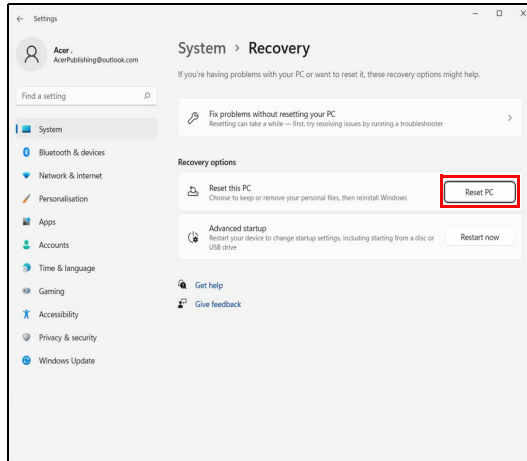 Settings
Acer .
AcerPublishing@outlook.com
Find a setting
System
Bluetooth & devices
Network & internet
Personalisation
Apps
Accounts
Time & language
Gaming
Accessibility
Privacy & security
Windows Update
System > Recovery
If you're having problems with your PC or want to reset it, these recovery options might help.
Fix problems without resetting your PC
Resetting can take a while — first, try resolving issues by running a troubleshooter
Recovery options
Reset this PC
Choose to keep or remove your personal files, then reinstall Windows
Reset PC
Advanced startup
Restart your device to change startup settings, including starting from a disc or
USB drive
Restart now
Get help
Give feedback